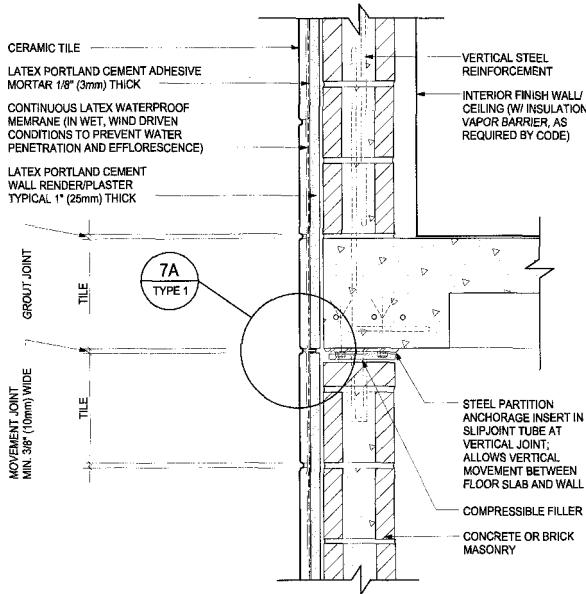 CERAMIC TILE
LATEX PORTLAND CEMENT ADHESIVE
MORTAR 1/8" (3mm) THICK
CONTINUOUS LATEX WATERPROOF
MEMRANE (IN WET, WIND DRIVEN
CONDITIONS TO PREVENT WATER
PENETRATION AND EFFLORESCENCE)
LATEX PORTLAND CEMENT
WALL RENDER/PLASTER
TYPICAL 1" (25mm) THICK
GROUT JOINT
TILE
MOVEMENT JOINT
MIN. 3/8" (10mm) WIDE
TILE
7A
TYPE 1
VERTICAL STEEL
REINFORCEMENT
INTERIOR FINISH WALL/
CEILING (W/ INSULATION
VAPOR BARRIER, AS
REQUIRED BY CODE)
STEEL PARTITION
ANCHORAGE INSERT IN
SLIPJOINT TUBE AT
VERTICAL JOINT;
ALLOWS VERTICAL
MOVEMENT BETWEEN
FLOOR SLAB AND WALL
COMPRESSIBLE FILLER
CONCRETE OR BRICK
MASONRY